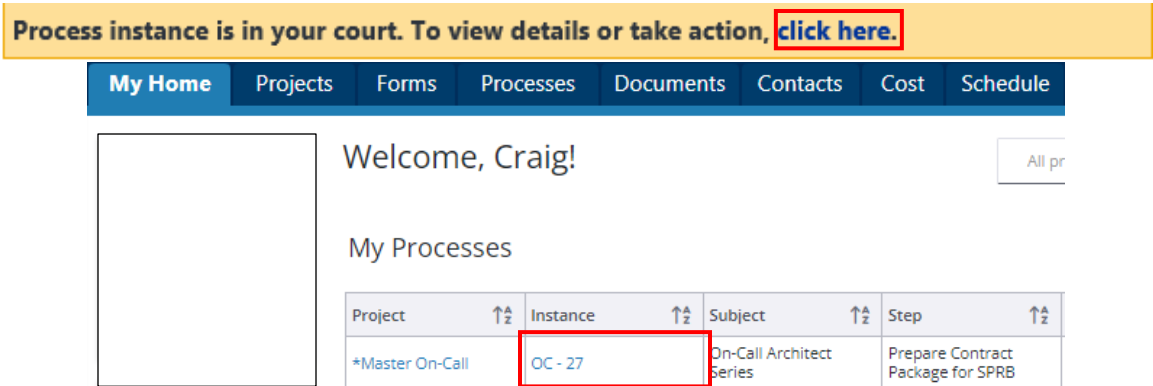 Process instance is in your court. To view details or take action, click here.
My Home Projects Forms Processes Documents Contacts Cost Schedule
Welcome, Craig!
All pr
My Processes
Project Instance Subject Step
*Master On-Call OC - 27 On-Call Architect Prepare Contract
Series Package for SPRB